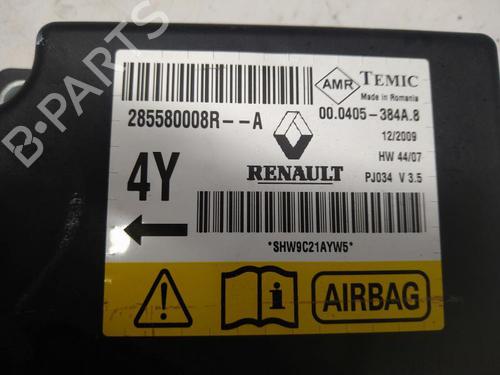 AMR TEMIC
Made in Romania
285580008R--A 00.0405-384A.8
12/2009
HW 44/07
4Y RENAULT PJ034 V 3.5
*SHW9C21AYW5*
AIRBAG
B-Parts